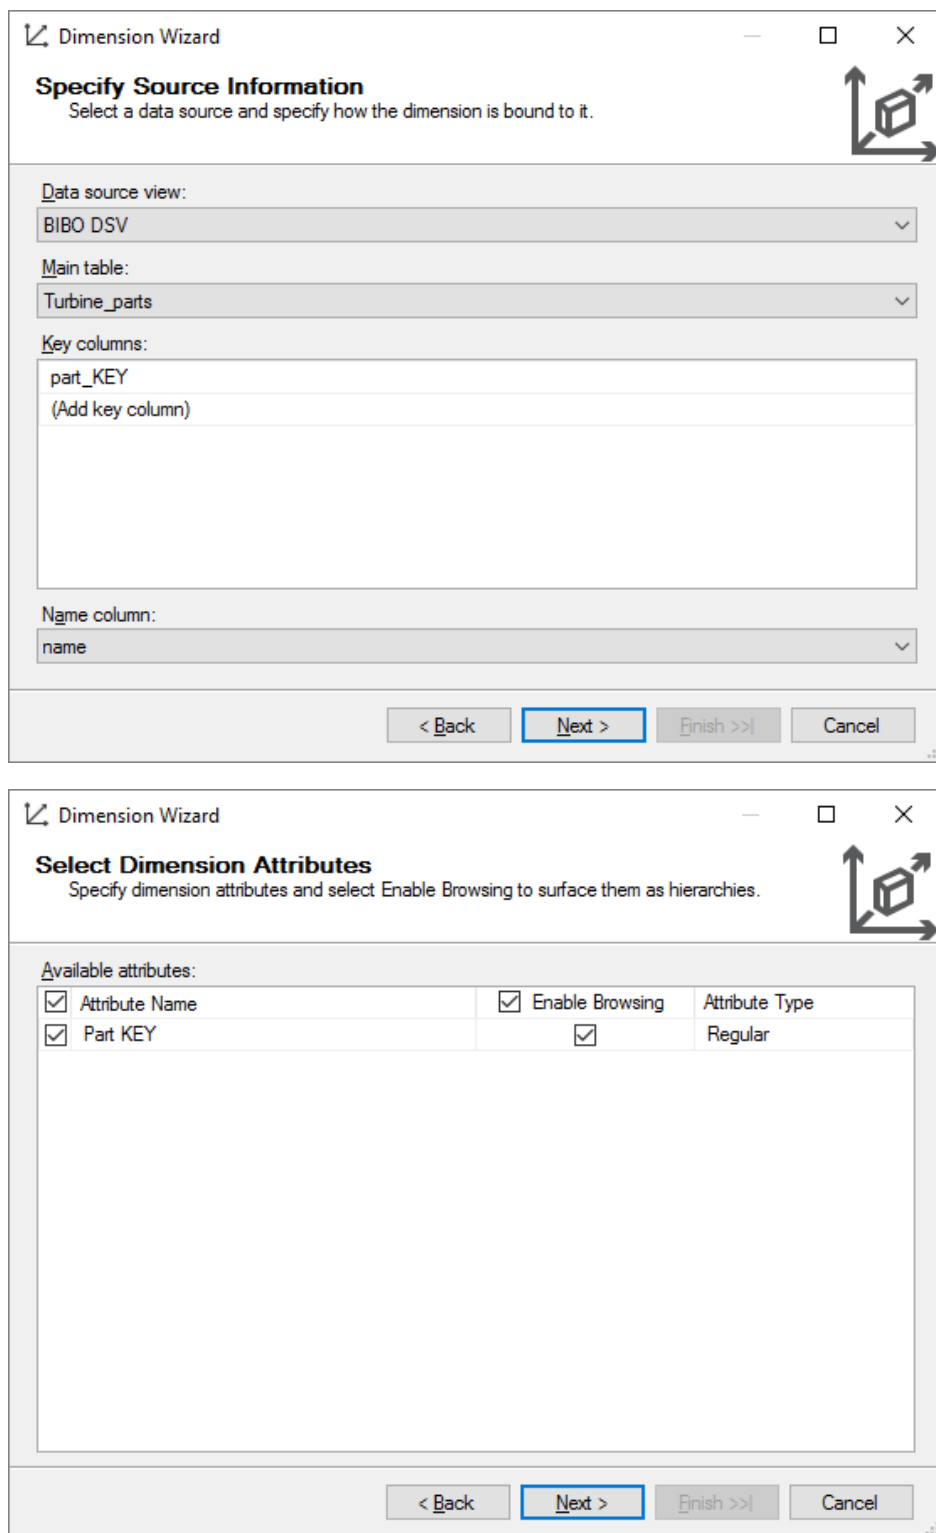 Dimension Wizard
Specify Source Information
Select a data source and specify how the dimension is bound to it.
Data source view:
BIBO DSV
Main table:
Turbine_parts
Key columns:
part_KEY
(Add key column)
Name column:
name
< Back Next > Finish >>| Cancel
Dimension Wizard
Select Dimension Attributes
Specify dimension attributes and select Enable Browsing to surface them as hierarchies.
Available attributes:
Attribute Name Enable Browsing Attribute Type
Part KEY Regular
< Back Next > Finish >>| Cancel